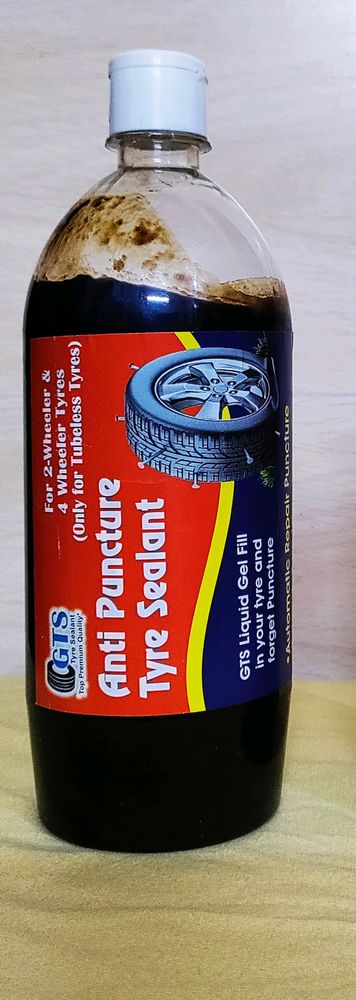 For 2-Wheeler &
4 Wheeler Tyres
(Only for Tubeless Tyres)
GTS
Tyre Sealant
Top Premium Quality
Anti Puncture
Tyre Sealant
GTS Liquid Gel Fill
in your tyre and
forget Puncture
• Automatic Repair Puncture